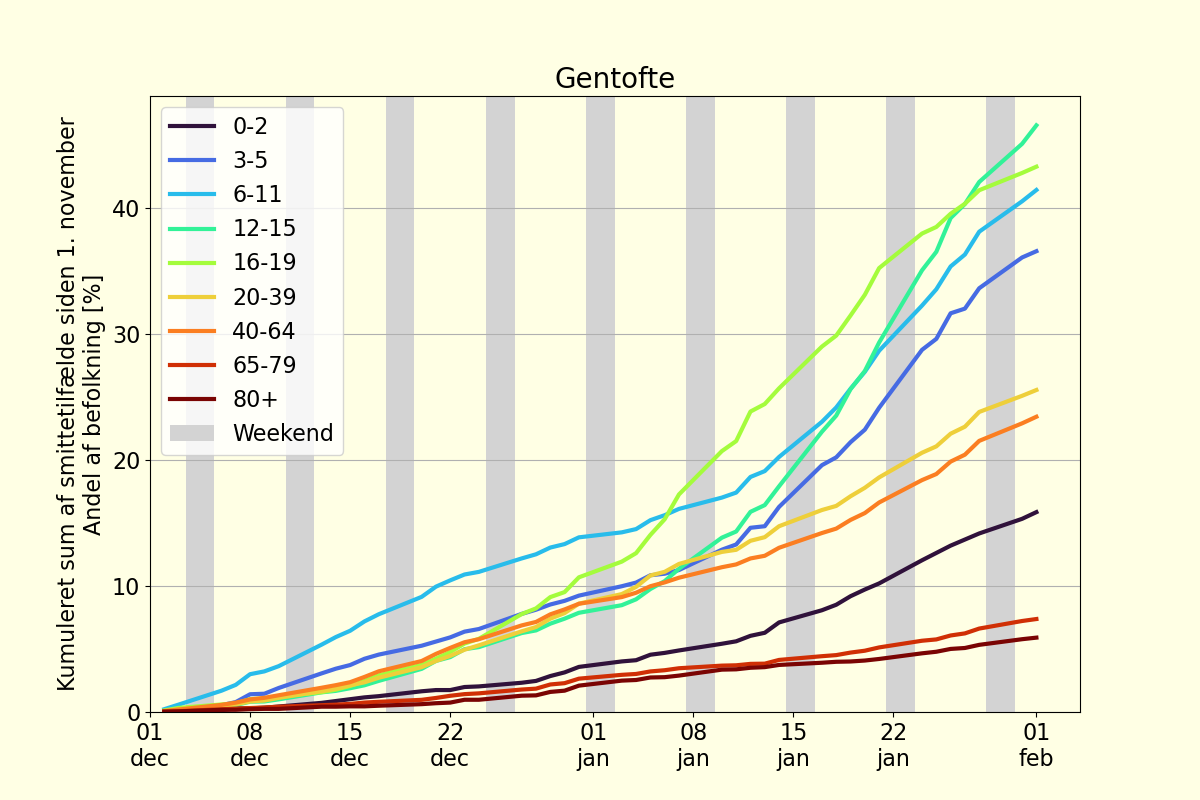 Gentofte
Kumuleret sum af smittetilfælde siden 1. november
Andel af befolkning [%]
0-2
3-5
6-11
12-15
16-19
20-39
40-64
65-79
80+
Weekend
40
30
20
10
0
01 08 15 22 01 08 15 22 01
dec dec dec dec jan jan jan jan feb